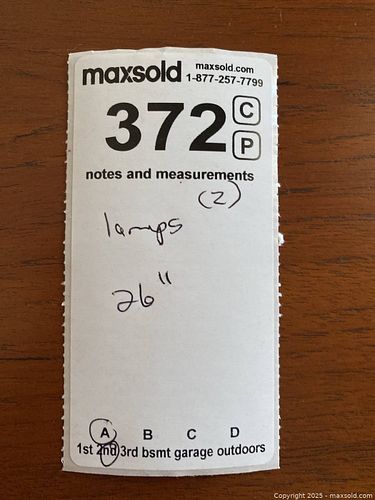 maxsold maxsold.com
1-877-257-7799
372 C
P
notes and measurements
(2)
lamps
26"
A B C D
1st 2nd 3rd bsmt garage outdoors
Copyright 2025 - maxsold.com